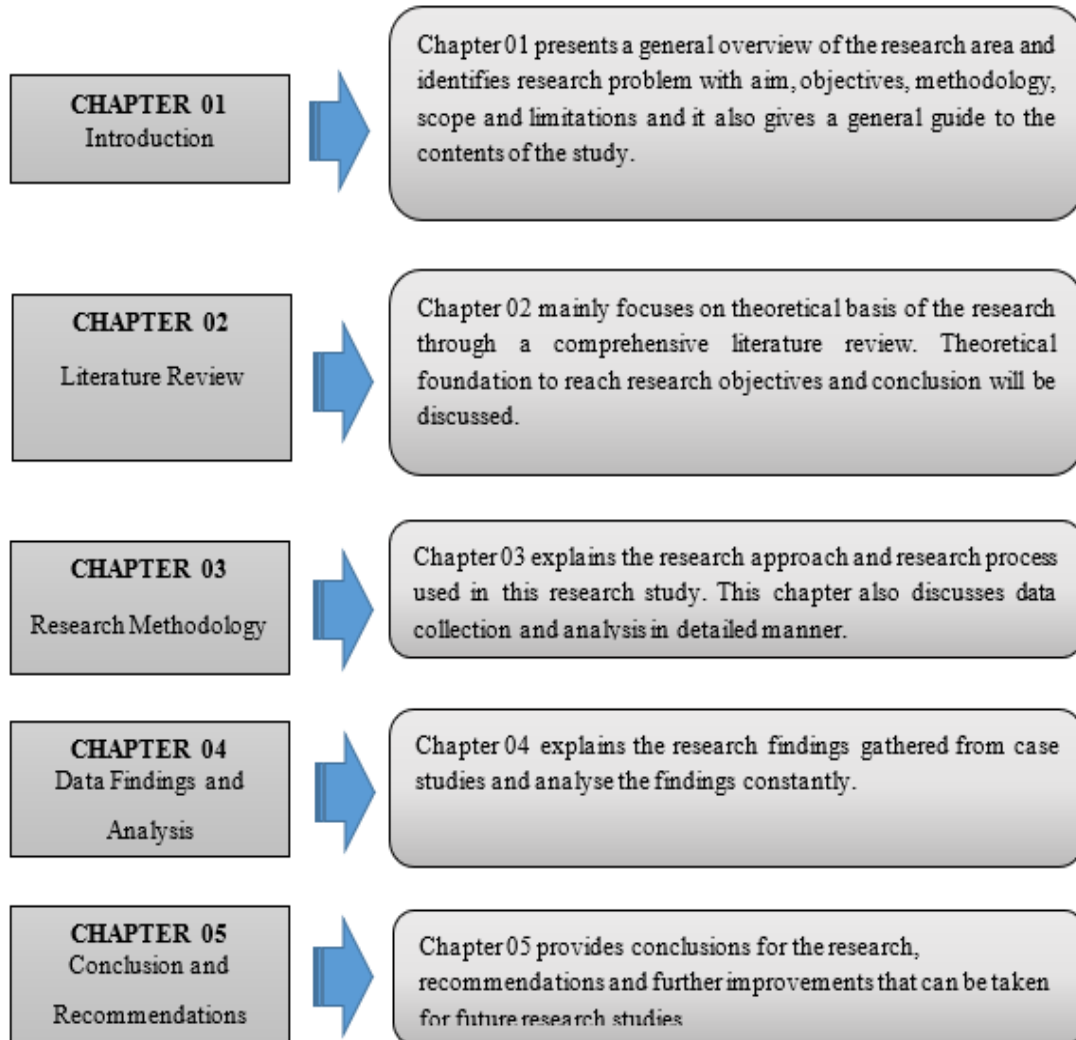 CHAPTER 01
Introduction
Chapter 01 presents a general overview of the research area and
identifies research problem with aim, objectives, methodology,
scope and limitations and it also gives a general guide to the
contents of the study.
CHAPTER 02
Literature Review
Chapter 02 mainly focuses on theoretical basis of the research
through a comprehensive literature review. Theoretical
foundation to reach research objectives and conclusion will be
discussed.
CHAPTER 03
Research Methodology
Chapter 03 explains the research approach and research process
used in this research study. This chapter also discusses data
collection and analysis in detailed manner.
CHAPTER 04
Data Findings and
Analysis
Chapter 04 explains the research findings gathered from case
studies and analyse the findings constantly.
CHAPTER 05
Conclusion and
Recommendations
Chapter 05 provides conclusions for the research,
recommendations and further improvements that can be taken
for future research studies